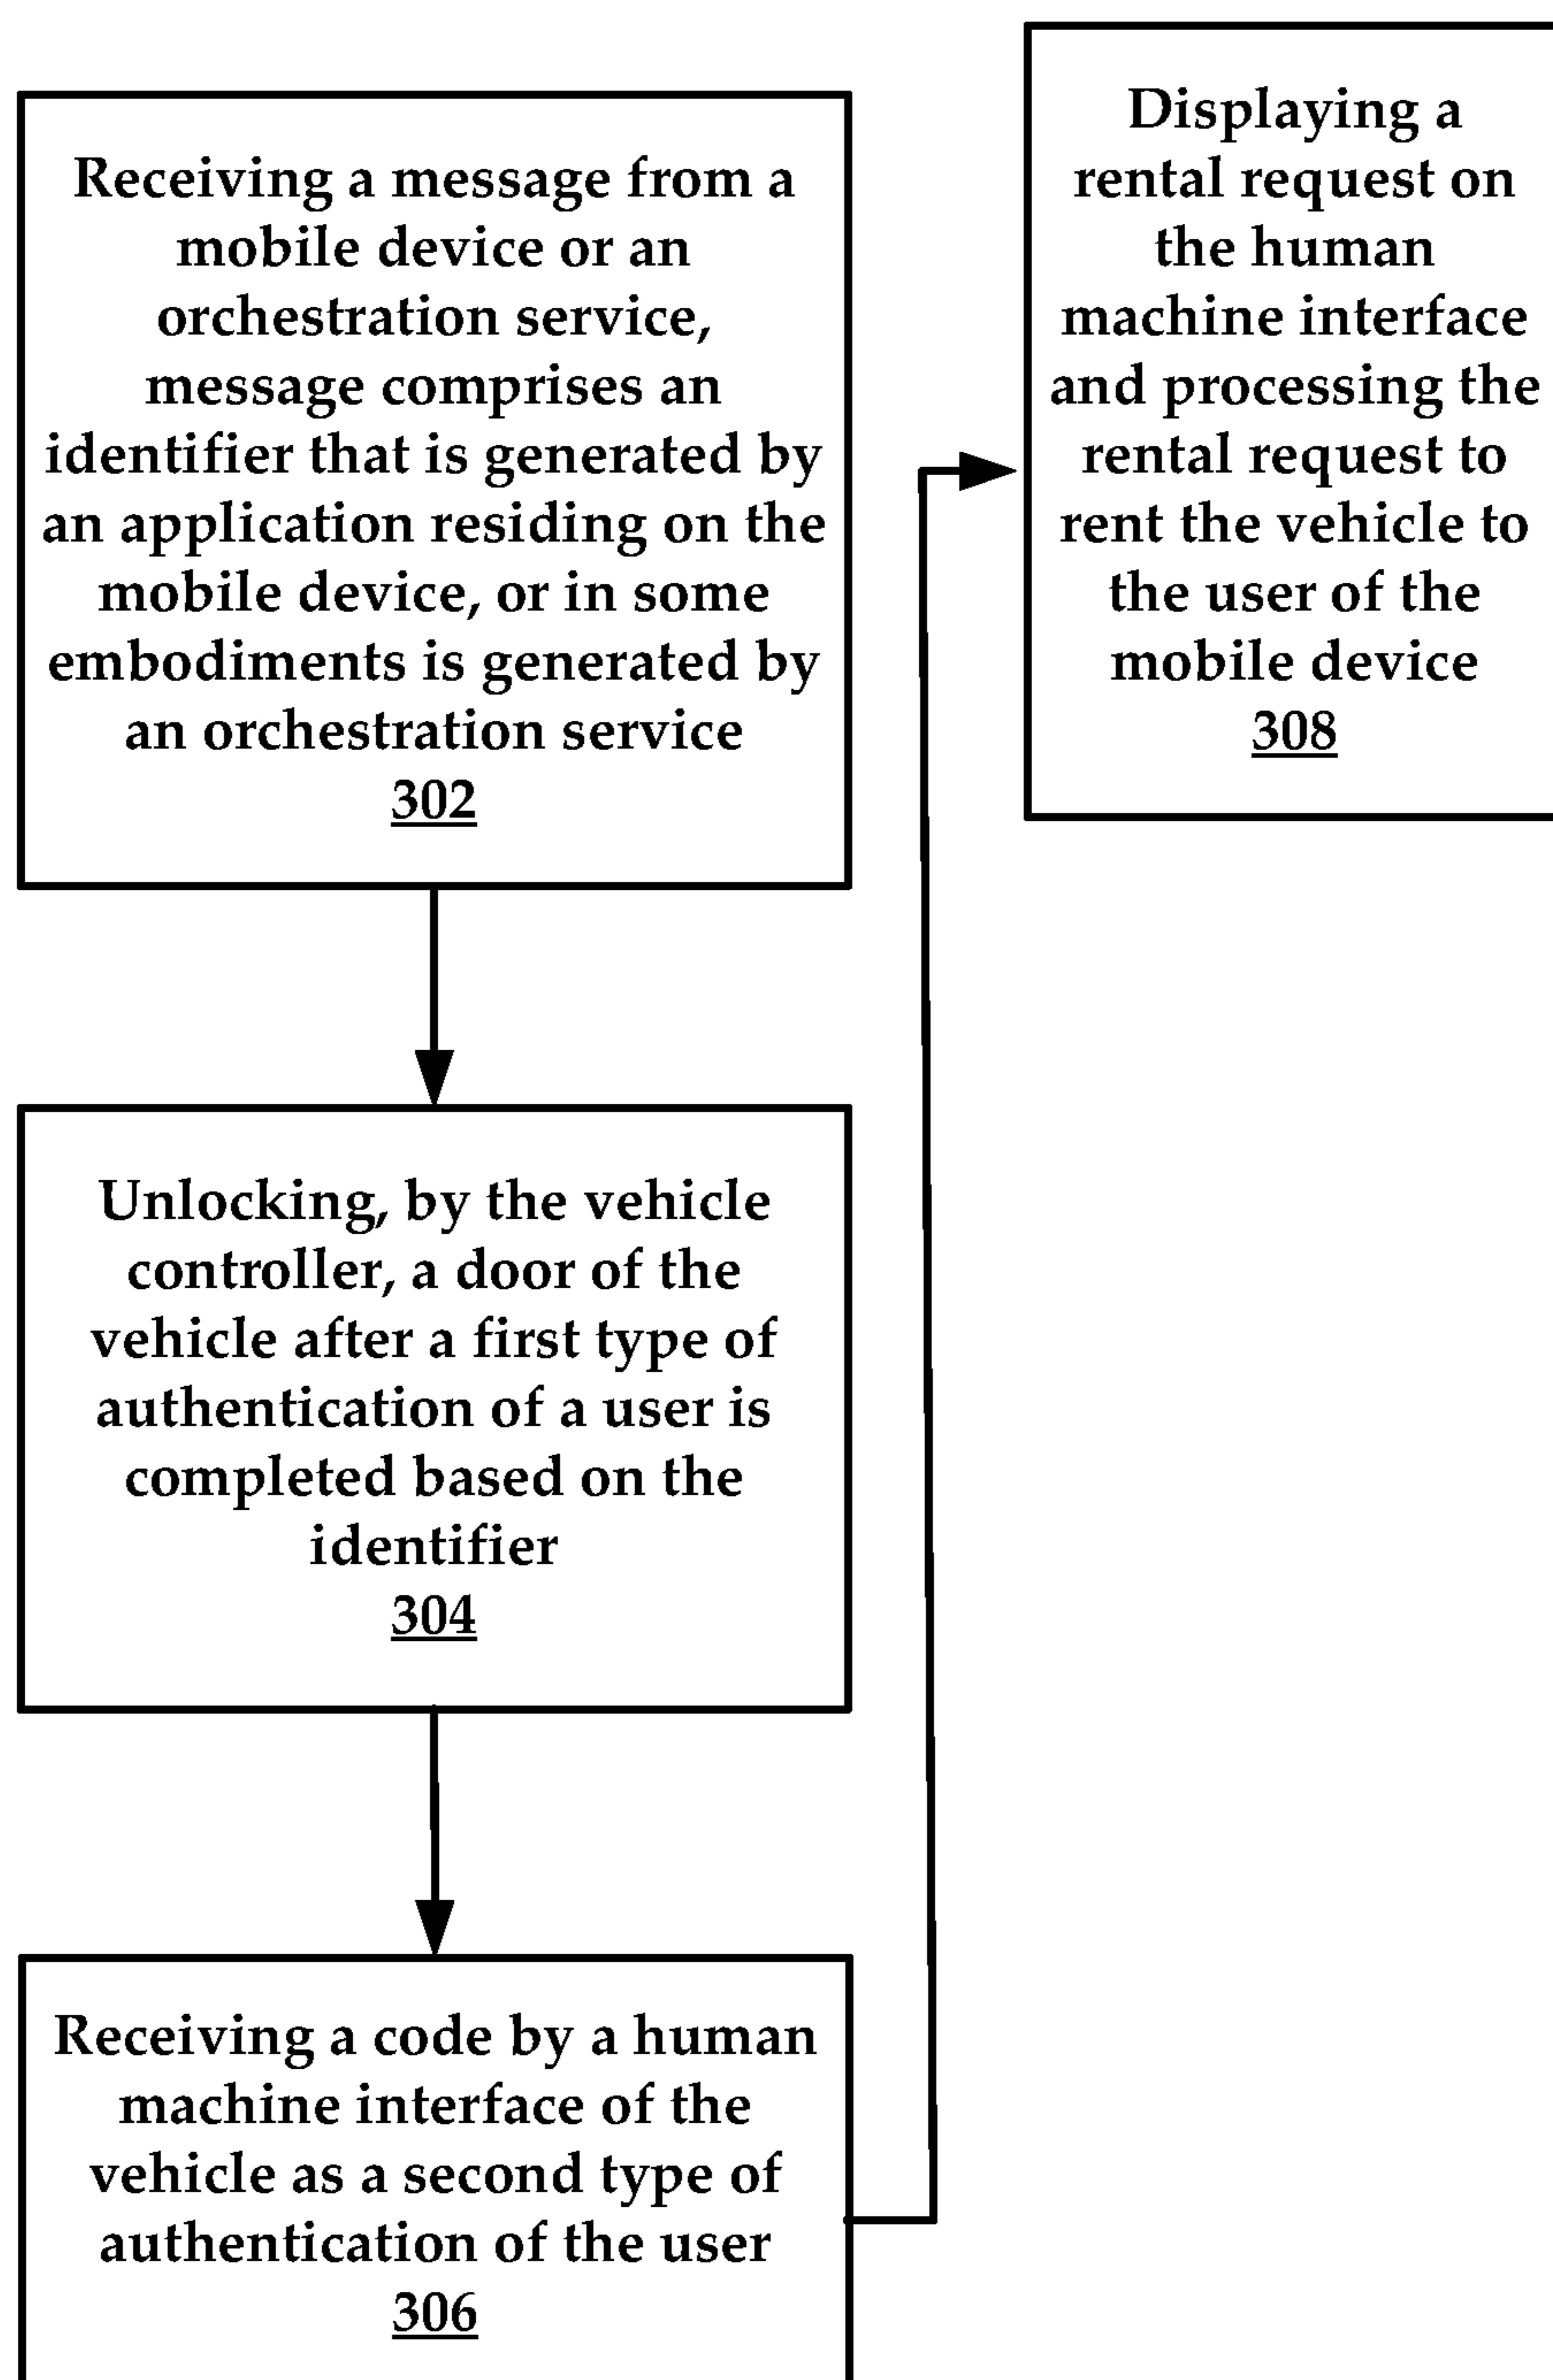 Receiving a message from a
mobile device or an
orchestration service,
message comprises an
identifier that is generated by
an application residing on the
mobile device, or in some
embodiments is generated by
an orchestration service
302
Unlocking, by the vehicle
controller, a door of the
vehicle after a first type of
authentication of a user is
completed based on the
identifier
304
Receiving a code by a human
machine interface of the
vehicle as a second type of
authentication of the user
306
Displaying a
rental request on
the human
machine interface
and processing the
rental request to
rent the vehicle to
the user of the
mobile device
308